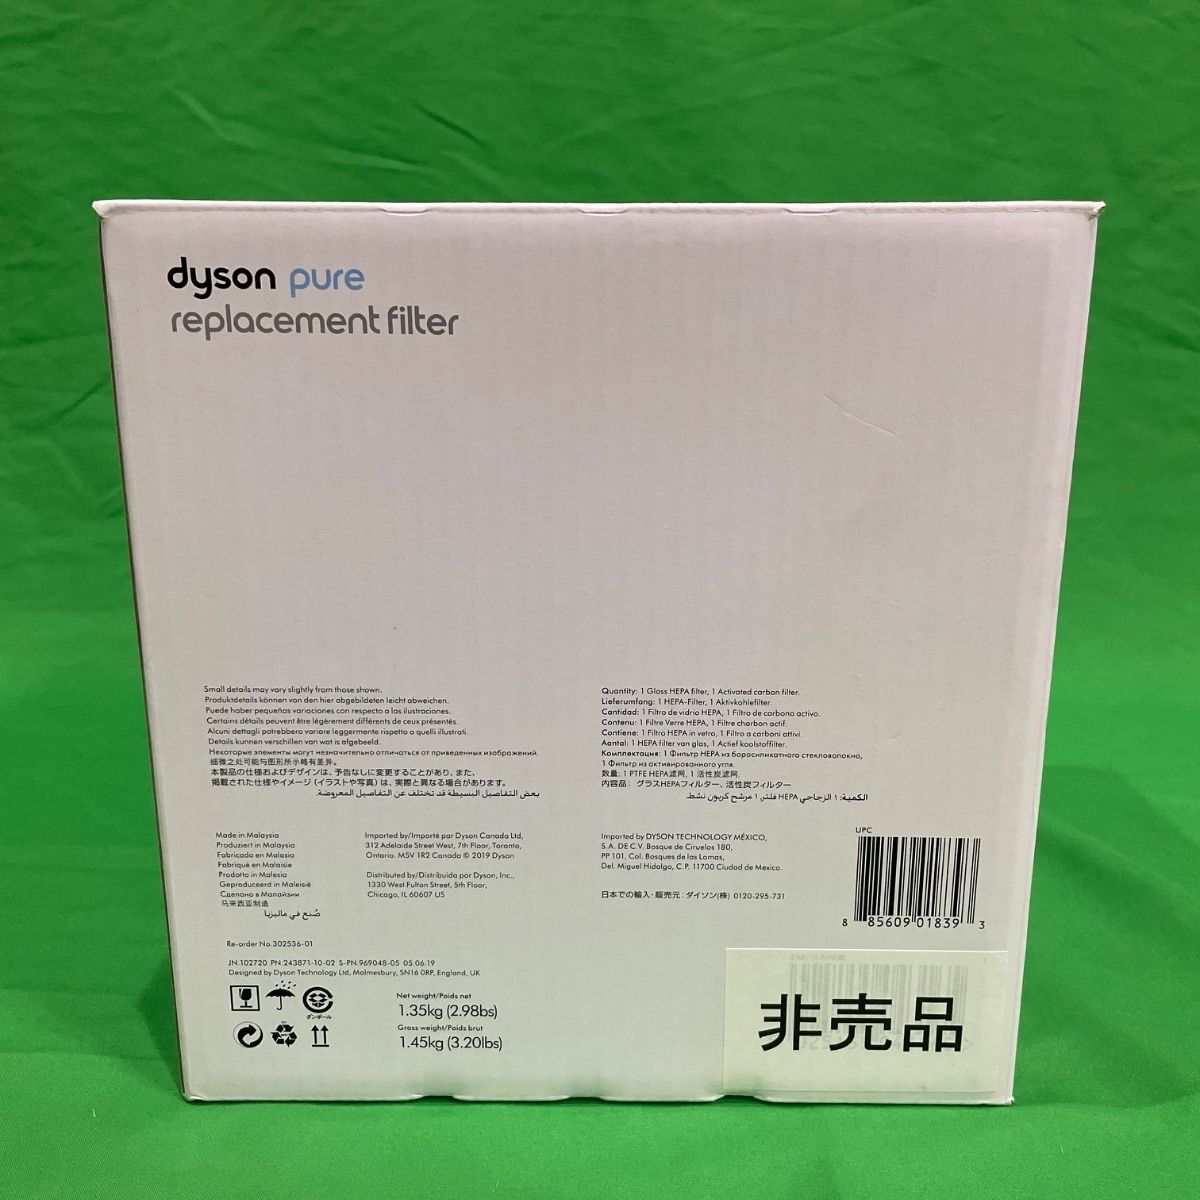 dyson pure
replacement filter
Small details may vary slightly from those shown.
Produktdetails können von den hier abgebildeten leicht abweichen.
Puede haber pequeñas variaciones con respecto a las ilustraciones.
Certains détails peuvent être légèrement différents de ceux présentés.
Alcuni dettagli potrebbero variare leggermente rispetto a quelli illustrati.
Details kunnen verschillen van wat is afgebeeld.
Некоторые элементы могут незначительно отличаться от приведенных изображений.
细微之处可能与图形所示略有差异。
本製品の仕様およびデザインは、予告なしに変更することがあり、また、
掲載された仕様やイメージ（イラストや写真）は、実際と異なる場合があります。
بعض التفاصيل البسيطة قد تختلف عن التفاصيل المعروضة.
Quantity: 1 Glass HEPA filter, 1 Activated carbon filter.
Lieferumfang: 1 HEPA-Filter, 1 Aktivkohlefilter.
Cantidad: 1 Filtro de vidrio HEPA, 1 Filtro de carbono activo.
Contenu: 1 Filtre Verre HEPA, 1 Filtre charbon actif.
Contiene: 1 Filtro HEPA in vetro, 1 Filtro a carboni attivi.
Aantal: 1 HEPA filter van glas, 1 Actief koolstoffilter.
Комплектация: 1 Фильтр HEPA из боросиликатного стекловолокна,
1 Фильтр из активированного угля.
数量: 1 PTFE HEPA滤网, 1 活性炭滤网.
内容品： グラスHEPAフィルター、活性炭フィルター
الكمية: ١ الزجاجي HEPA فلتر, ١ مرشح كربون نشط.
Made in Malaysia
Produziert in Malaysia
Fabricado en Malasia
Fabriqué en Malaisie
Prodotto in Malesia
Geproduceerd in Maleisië
Сделано в Малайзии
马来西亚制造
صُنع في ماليزيا
Imported by/Importé par Dyson Canada Ltd,
312 Adelaide Street West, 7th Floor, Toronto,
Ontario. M5V 1R2 Canada © 2019 Dyson
Distributed by/Distribuida por Dyson, Inc.,
1330 West Fulton Street, 5th Floor,
Chicago, IL 60607 US
Imported by DYSON TECHNOLOGY MÉXICO,
S.A. DE C.V. Bosque de Ciruelos 180,
PP 101, Col. Bosques de las Lomas,
Del. Miguel Hidalgo, C.P. 11700 Ciudad de Mexico.
日本での輸入・販売元：ダイソン(株) 0120-295-731
UPC
8 85609 01839 3
Re-order No.302536-01
JN.102720 PN.243871-10-02 S-PN.969048-05 05.06.19
Designed by Dyson Technology Ltd, Malmesbury, SN16 0RP, England, UK
ダンボール
Net weight/Poids net
1.35kg (2.98bs)
Gross weight/Poids brut
1.45kg (3.20lbs)
非売品